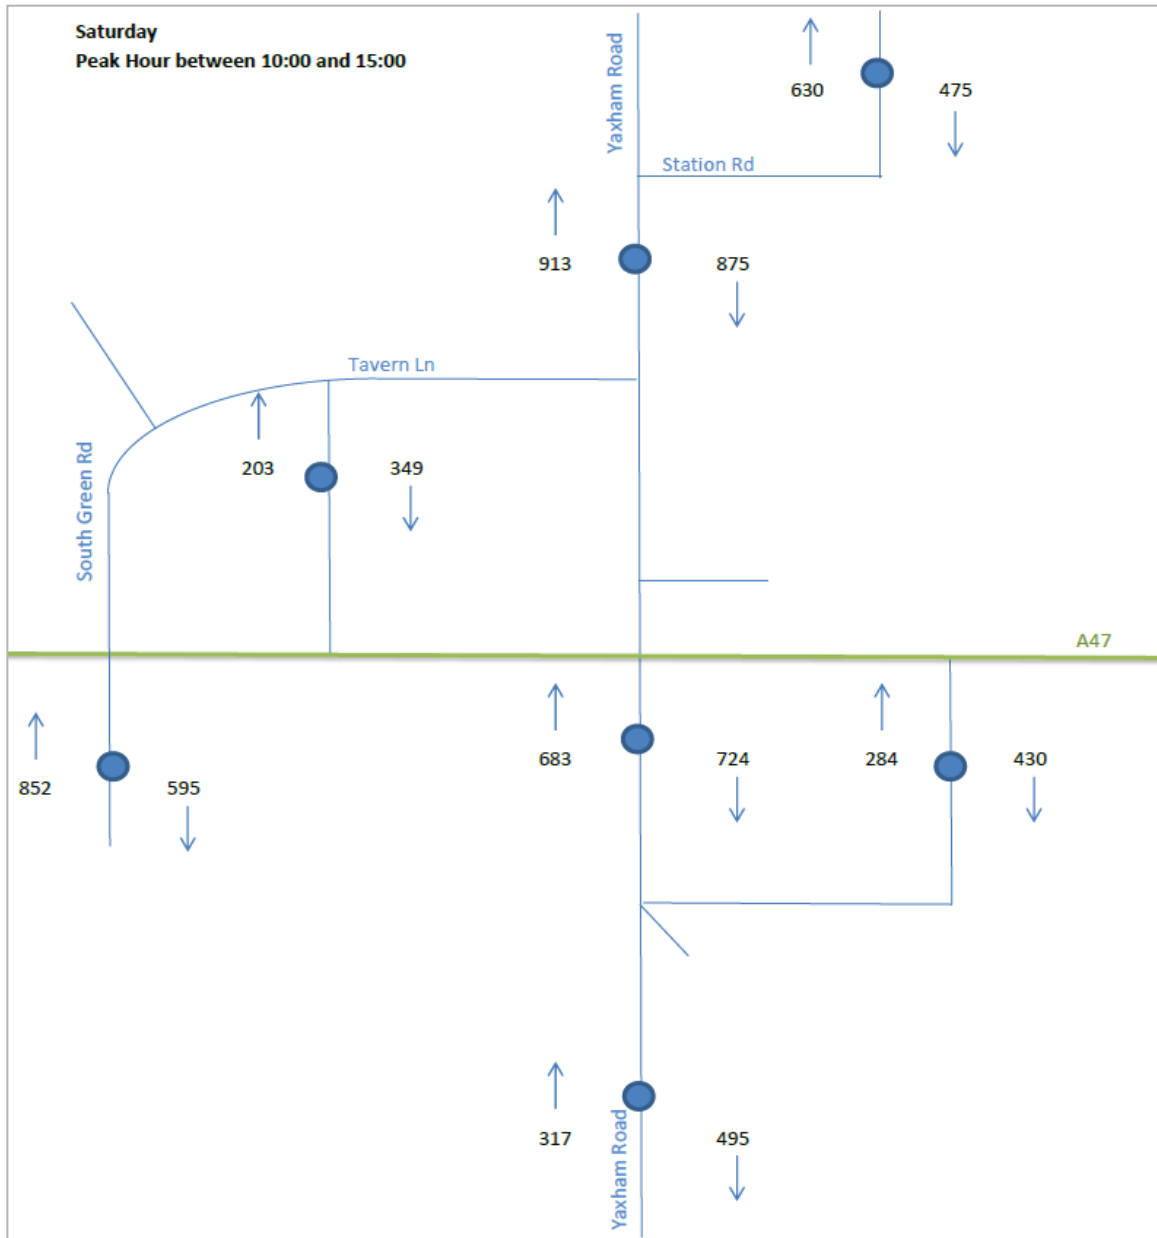 Saturday
Peak Hour between 10:00 and 15:00
Yaxham Road
630
475
Station Rd
913
875
Tavern Ln
South Green Rd
203
349
A47
852
595
683
724
284
430
317
495
Yaxham Road